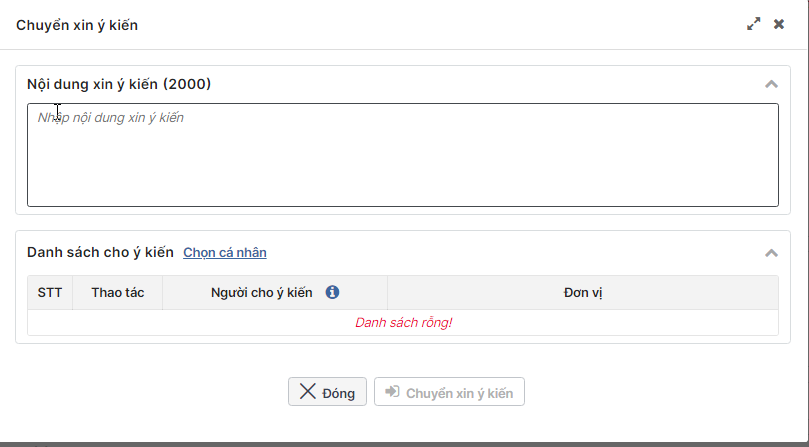 Chuyển xin ý kiến
Nội dung xin ý kiến (2000)
Nhập nội dung xin ý kiến
Danh sách cho ý kiến Chọn cá nhân
STT Thao tác Người cho ý kiến Đơn vị
Danh sách rỗng!
Đóng Chuyển xin ý kiến